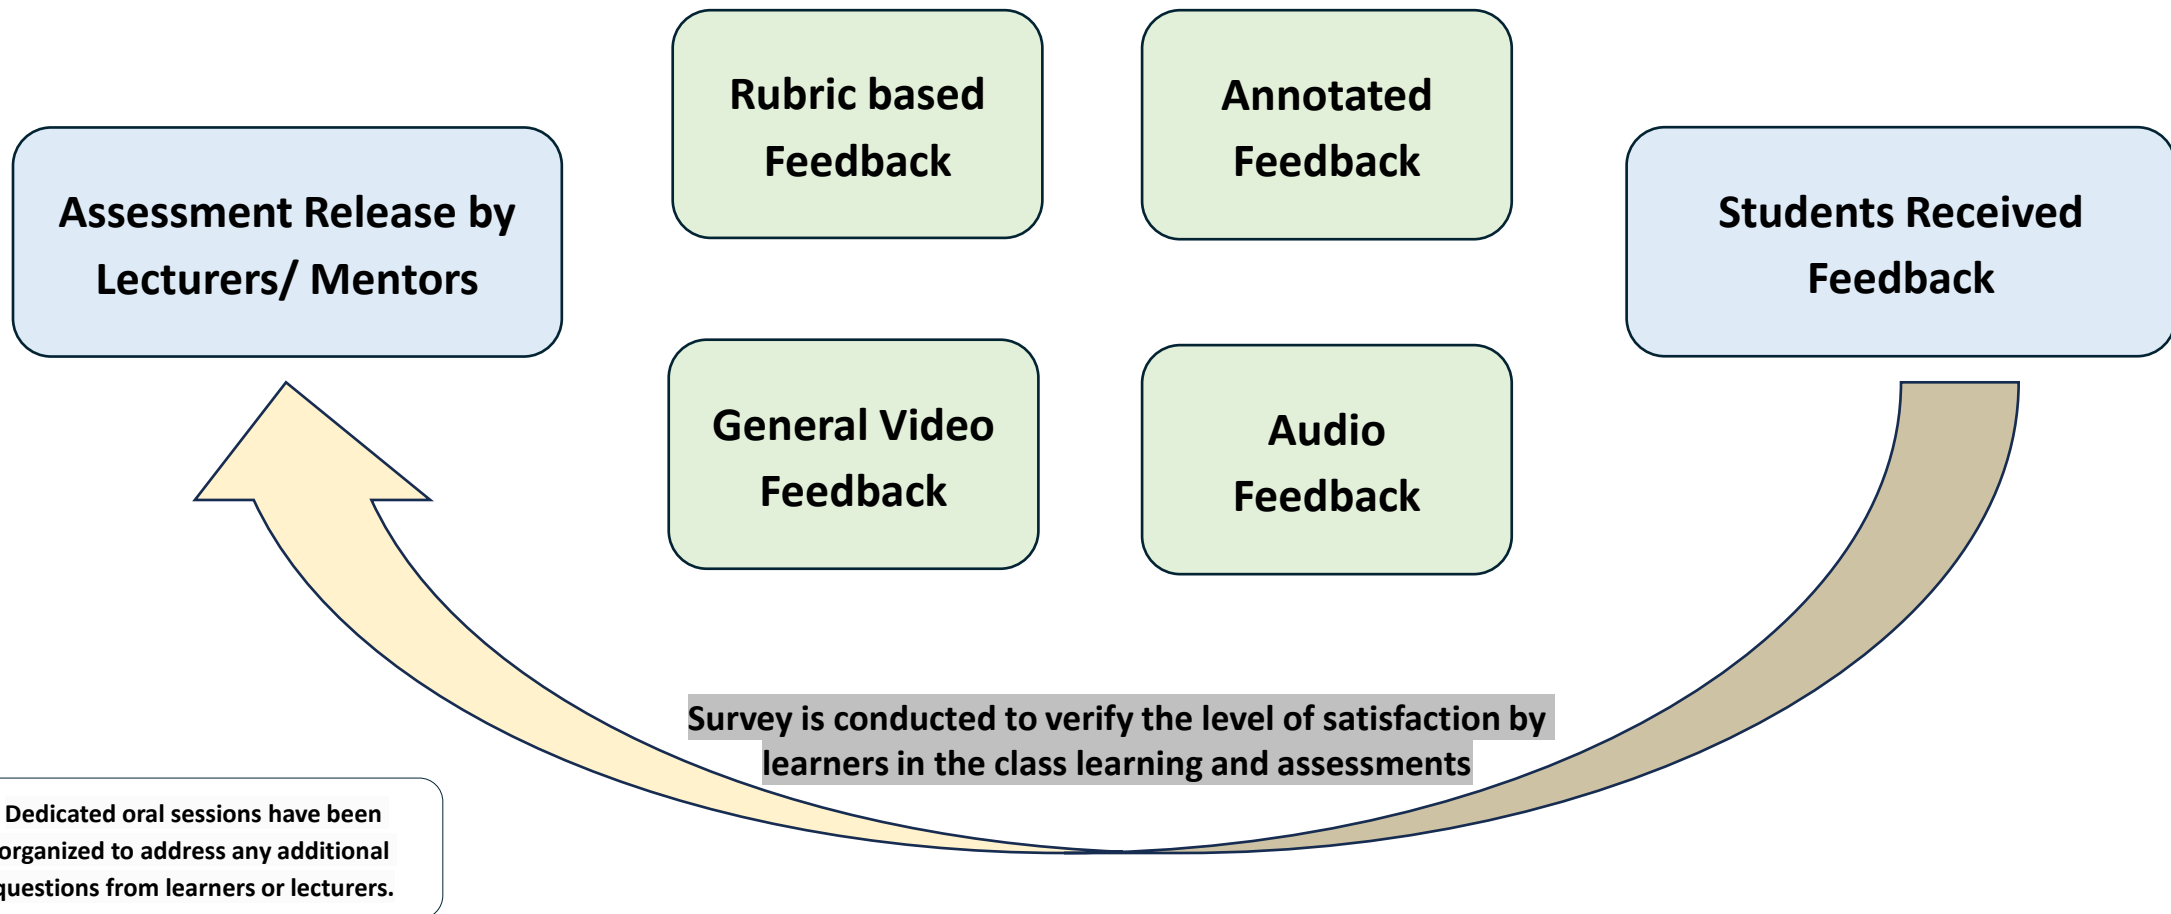 Rubric based
Feedback
Annotated
Feedback
Assessment Release by
Lecturers/ Mentors
Students Received
Feedback
General Video
Feedback
Audio
Feedback
Survey is conducted to verify the level of satisfaction by
learners in the class learning and assessments
Dedicated oral sessions have been
organized to address any additional
questions from learners or lecturers.